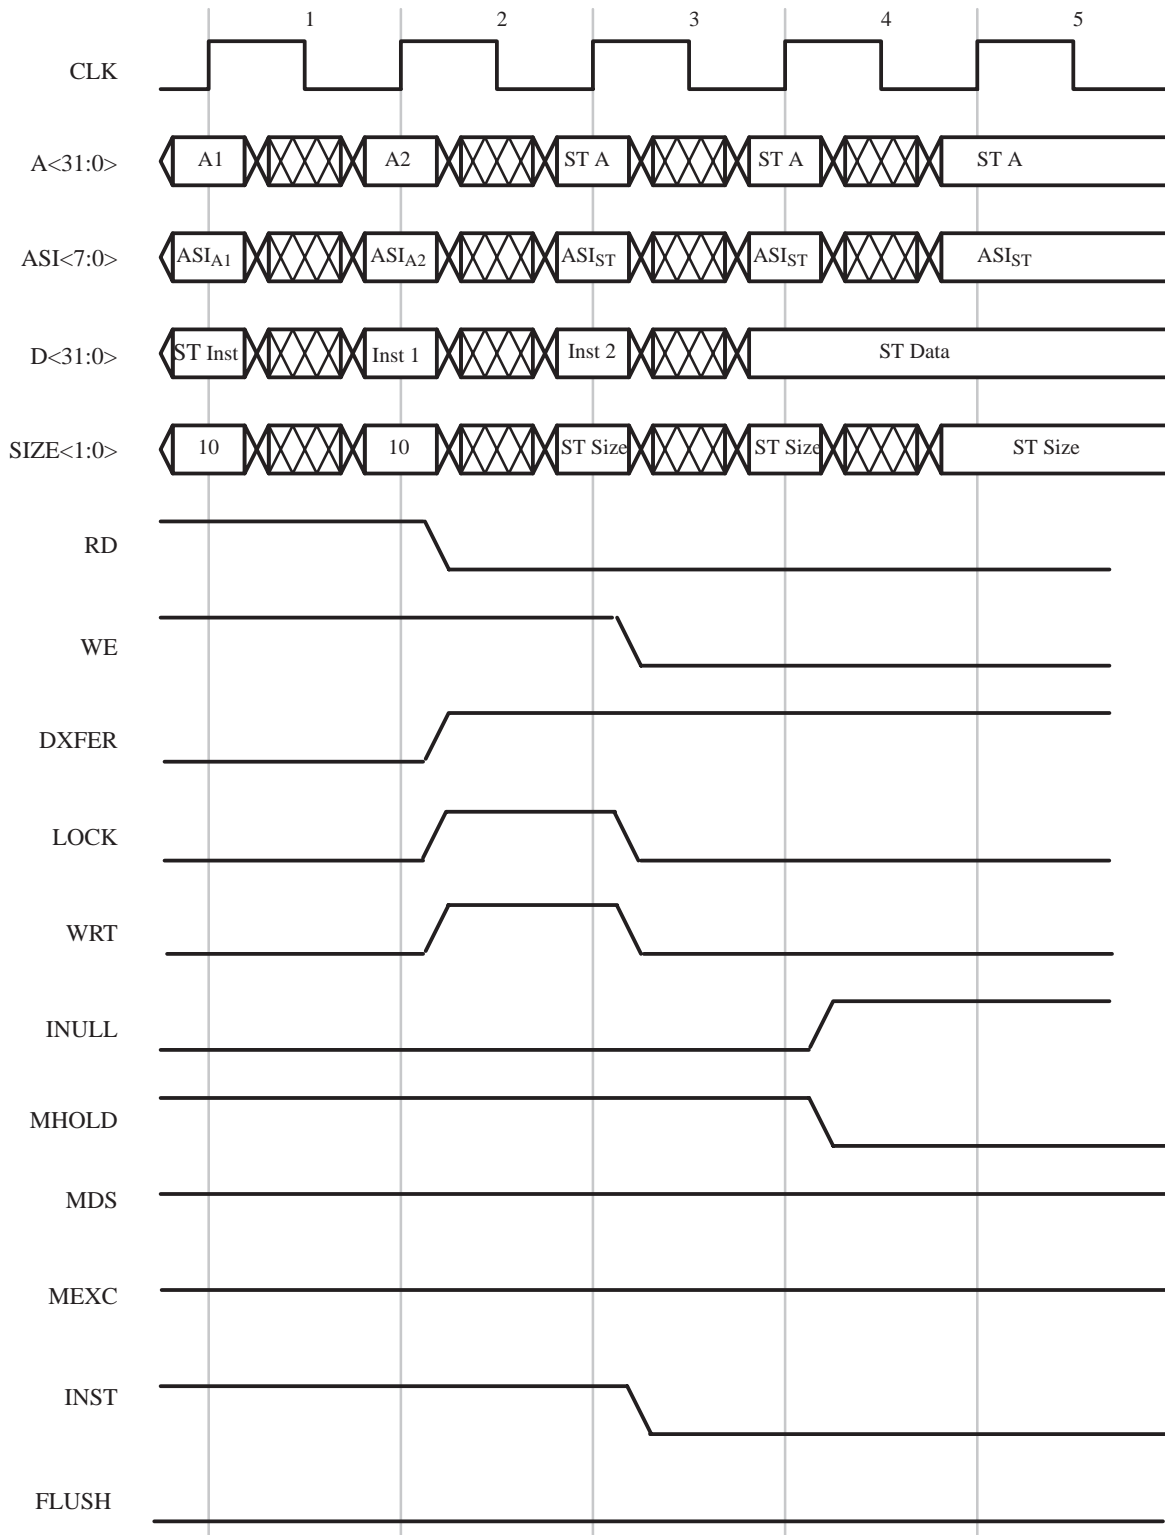 1 2 3 4 5
CLK
A<31:0> A1 A2 ST A ST A ST A
ASI<7:0> ASIA1 ASIA2 ASIST ASIST ASIST
D<31:0> ST Inst Inst 1 Inst 2 ST Data
SIZE<1:0> 10 10 ST Size ST Size ST Size
RD
WE
DXFER
LOCK
WRT
INULL
MHOLD
MDS
MEXC
INST
FLUSH